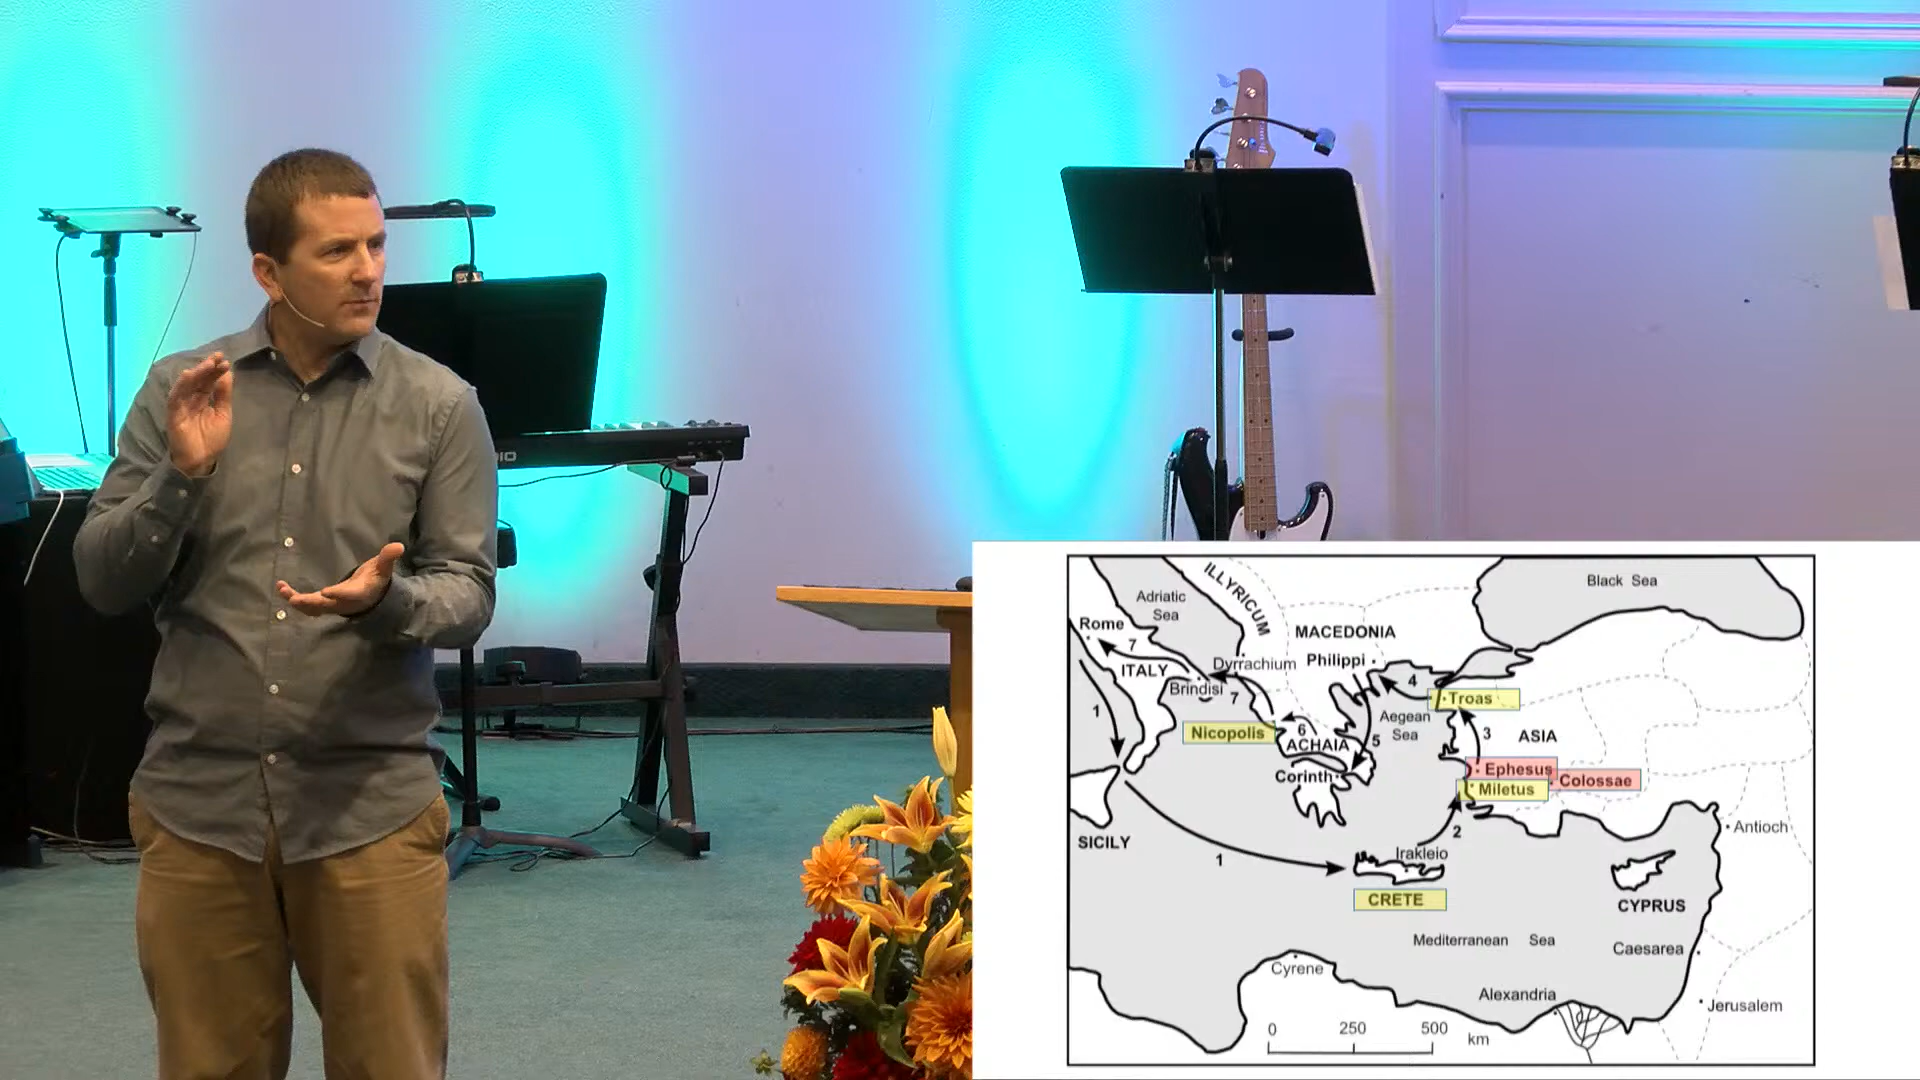 Black Sea
ILLYRICUM
Adriatic
Sea
Rome
7
MACEDONIA
ITALY
Dyrrachium
Philippi
4
Brindisi
7
Troas
1
Aegean
Sea
Nicopolis
6
ACHAIA
5
3
ASIA
Corinth
Ephesus
Colossae
Miletus
SICILY
2
Antioch
1
Irakleio
CRETE
CYPRUS
Mediterranean Sea
Caesarea
Cyrene
Alexandria
Jerusalem
0 250 500
km